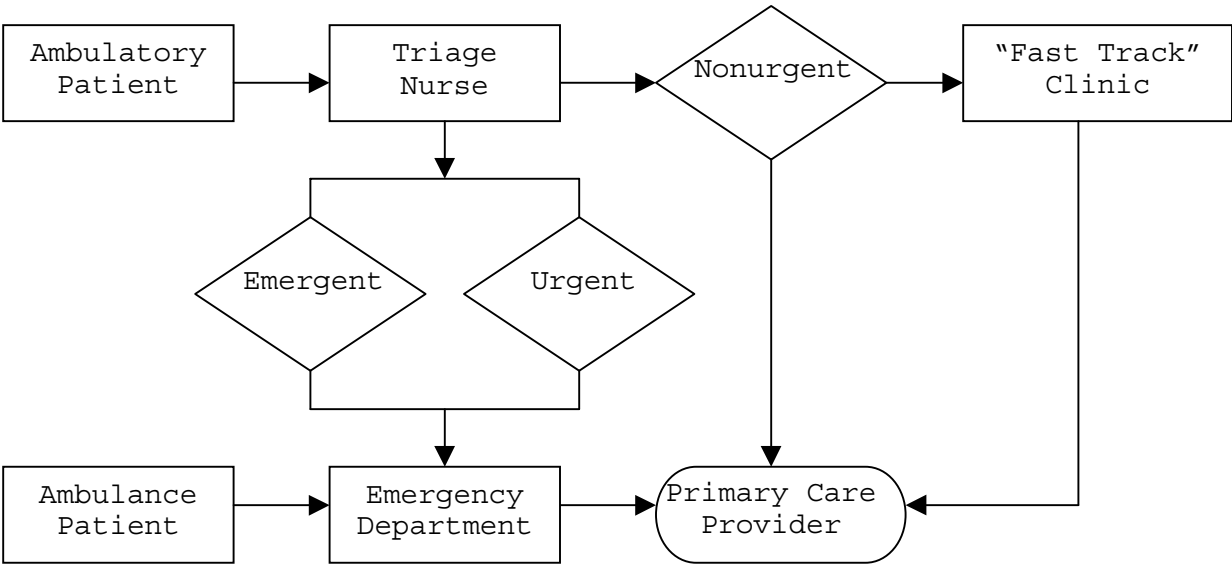 Ambulatory
Patient
Triage
Nurse
Nonurgent
“Fast Track”
Clinic
Emergent
Urgent
Ambulance
Patient
Emergency
Department
Primary Care
Provider